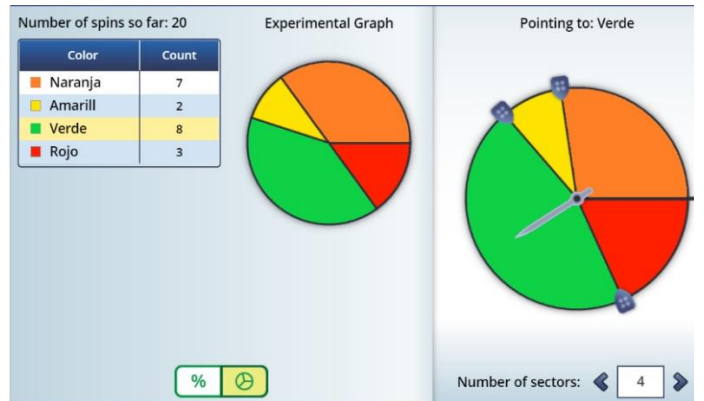 Number of spins so far: 20
Color Count
Naranja 7
Amarill 2
Verde 8
Rojo 3
Experimental Graph
Pointing to: Verde
%
Number of sectors: 4